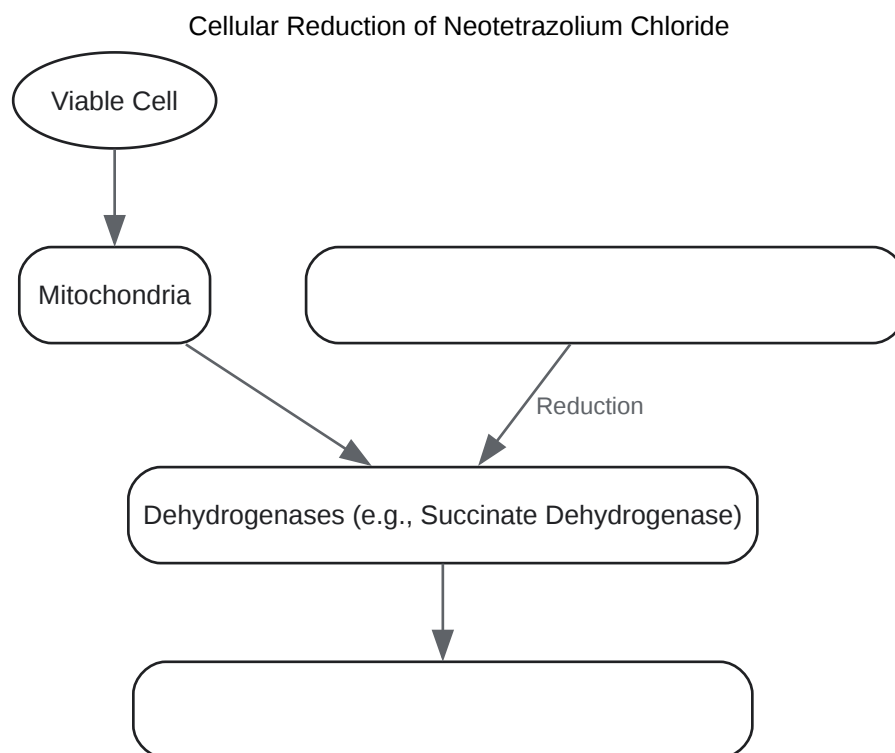 Cellular Reduction of Neotetrazolium Chloride
Viable Cell
Mitochondria
Reduction
Dehydrogenases (e.g., Succinate Dehydrogenase)